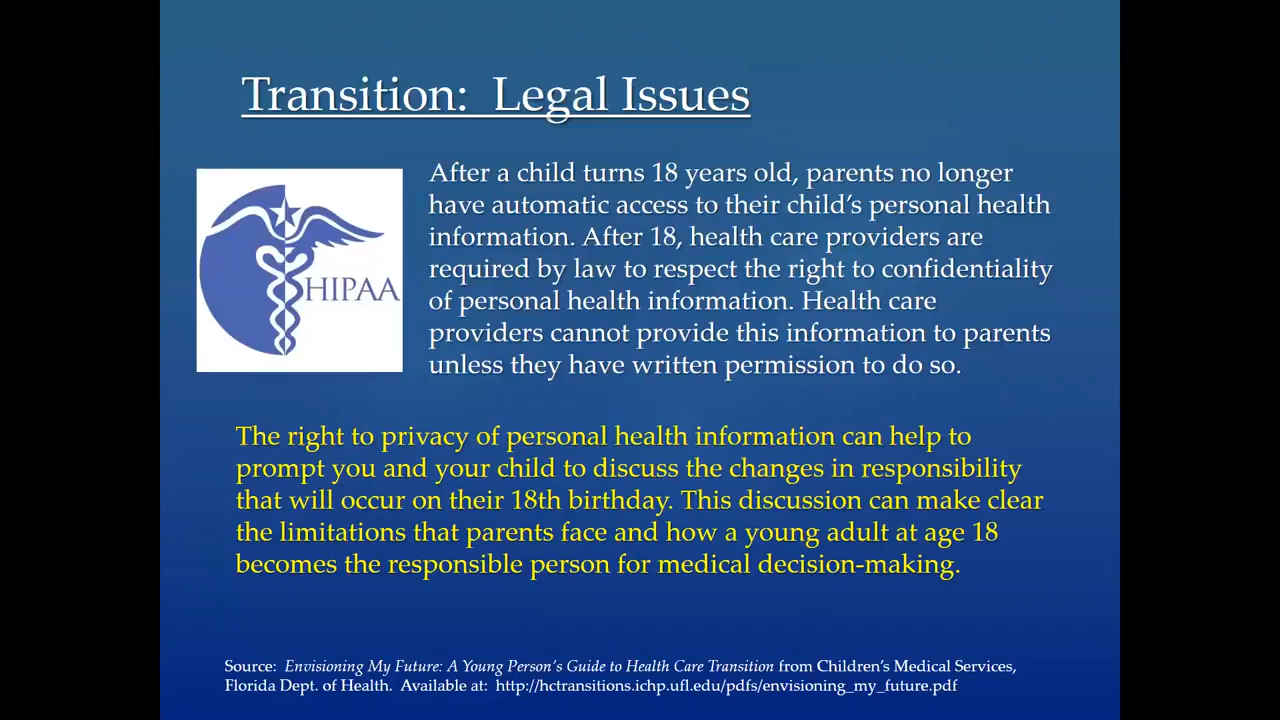 Transition:  Legal Issues
HIPAA
After a child turns 18 years old, parents no longer
have automatic access to their child's personal health
information. After 18, health care providers are
required by law to respect the right to confidentiality
of personal health information. Health care
providers cannot provide this information to parents
unless they have written permission to do so.
The right to privacy of personal health information can help to
prompt you and your child to discuss the changes in responsibility
that will occur on their 18th birthday. This discussion can make clear
the limitations that parents face and how a young adult at age 18
becomes the responsible person for medical decision-making.
Source:  Envisioning My Future: A Young Person's Guide to Health Care Transition from Children's Medical Services,
Florida Dept. of Health.  Available at:  http://hctransitions.ichp.ufl.edu/pdfs/envisioning_my_future.pdf